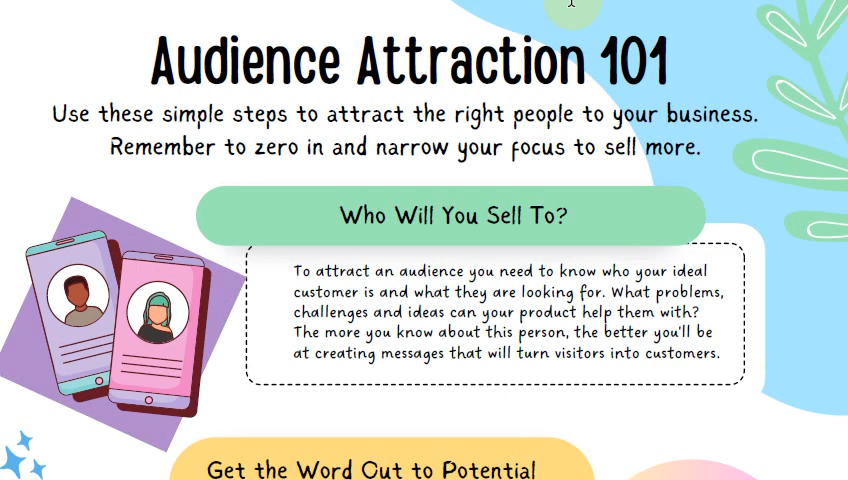 Audience Attraction 101
Use these simple steps to attract the right people to your business.
Remember to zero in and narrow your focus to sell more.
Who Will You Sell To?
To attract an audience you need to know who your ideal
customer is and what they are looking for. What problems,
challenges and ideas can your product help them with?
The more you know about this person, the better you'll be
at creating messages that will turn visitors into customers.
Get the Word Out to Potential